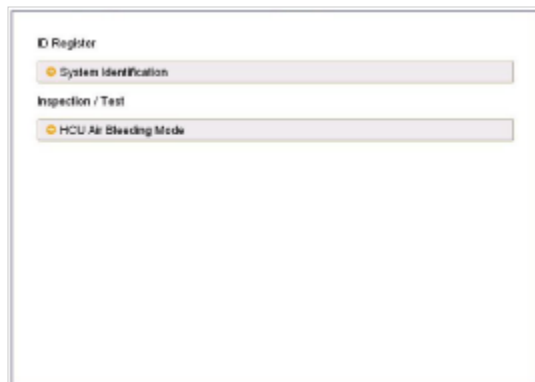 ID Register
System Identification
Inspection / Test
HCU Air Bleeding Mode